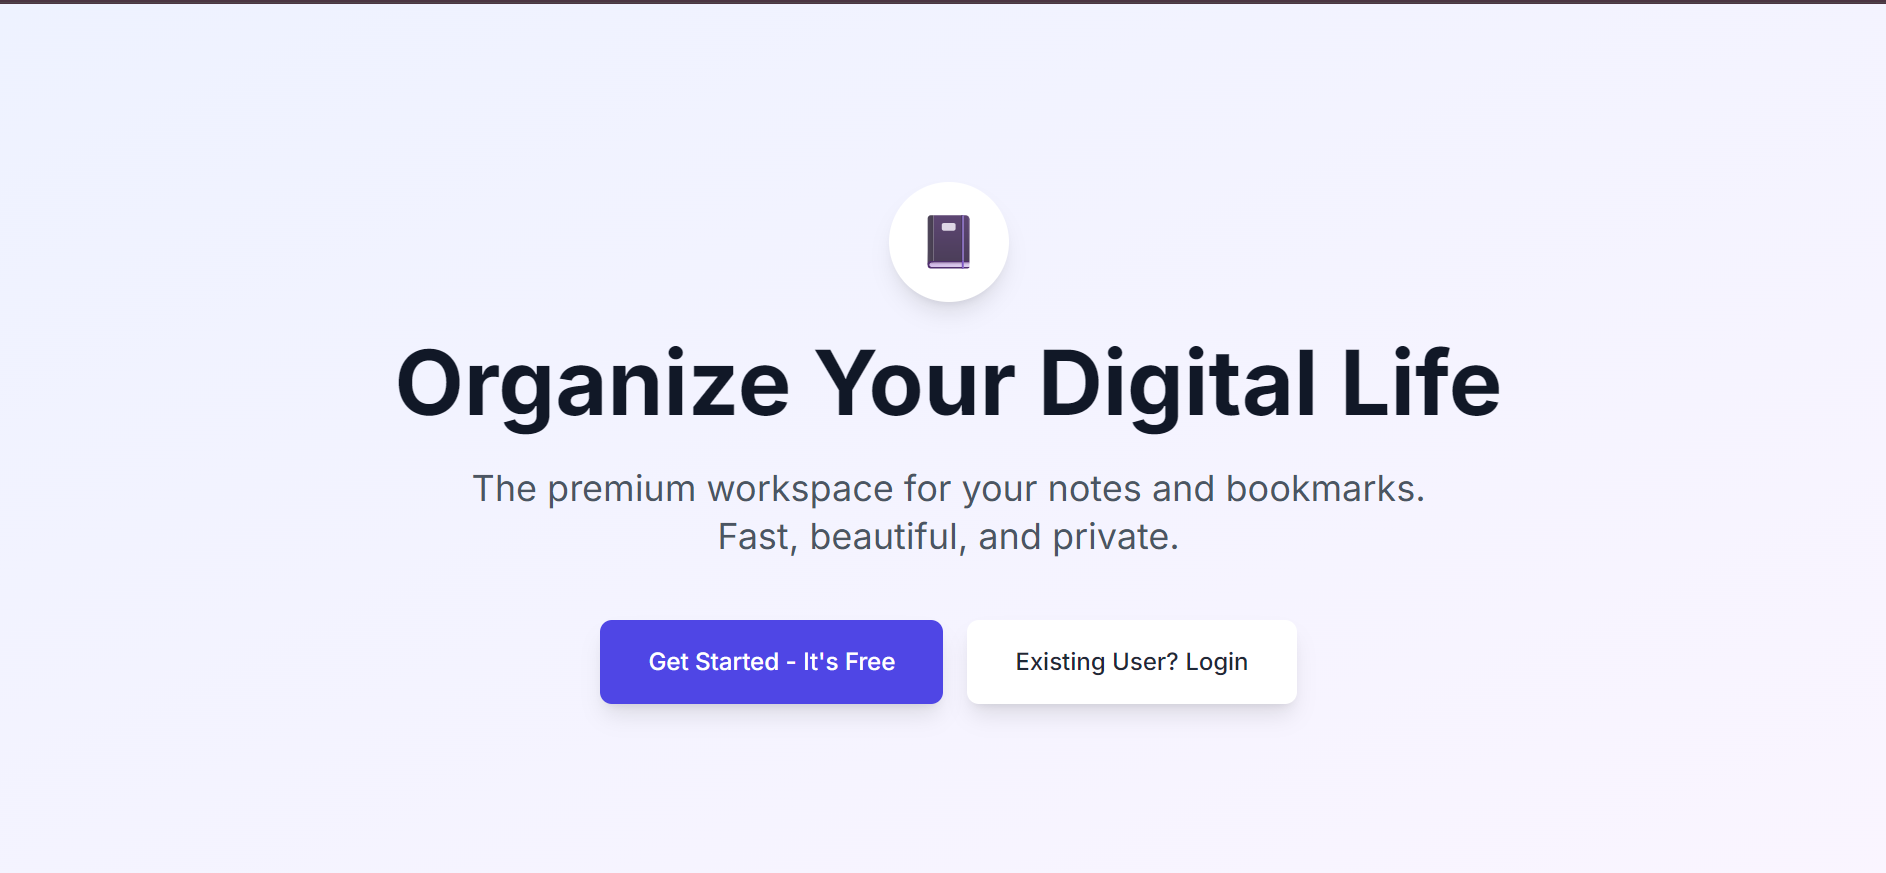 Organize Your Digital Life
The premium workspace for your notes and bookmarks.
Fast, beautiful, and private.
Get Started - It's Free
Existing User? Login